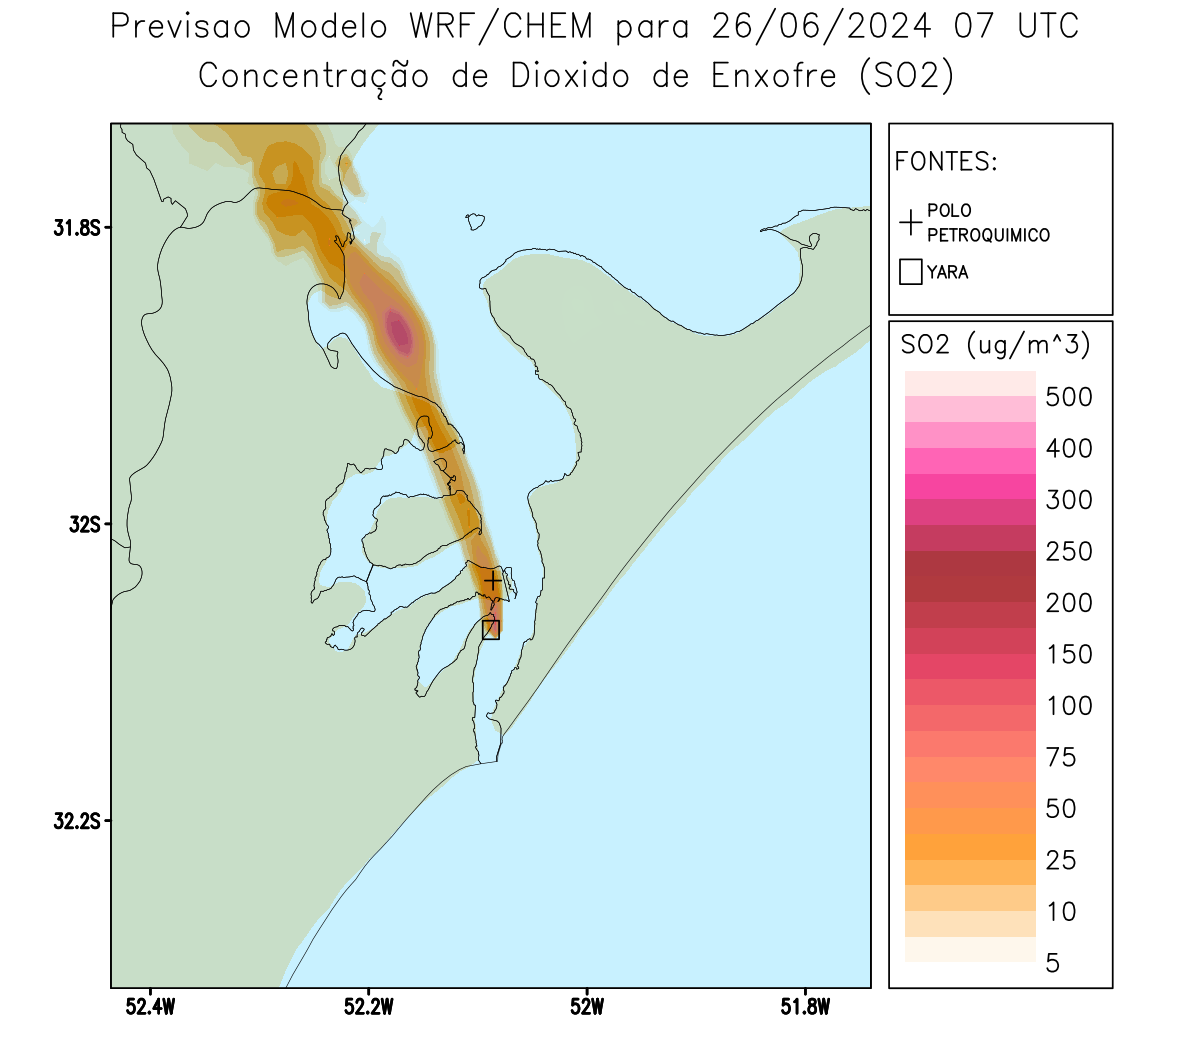 Previsao Modelo WRF/CHEM para 26/06/2024 07 UTC
Concentração de Dioxido de Enxofre (SO2)
FONTES:
POLO
PETROQUIMICO
YARA
SO2 (ug/m^3)
500
400
300
250
200
150
100
75
50
25
10
5
31.8S
32S
32.2S
52.4W
52.2W
52W
51.8W